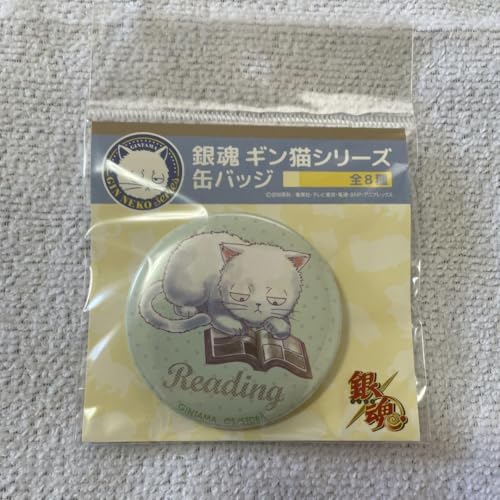 GINTAMA
GIN NEKO series
銀魂 ギン猫シリーズ
缶バッジ
全8種
Reading
GINTAMA
銀魂